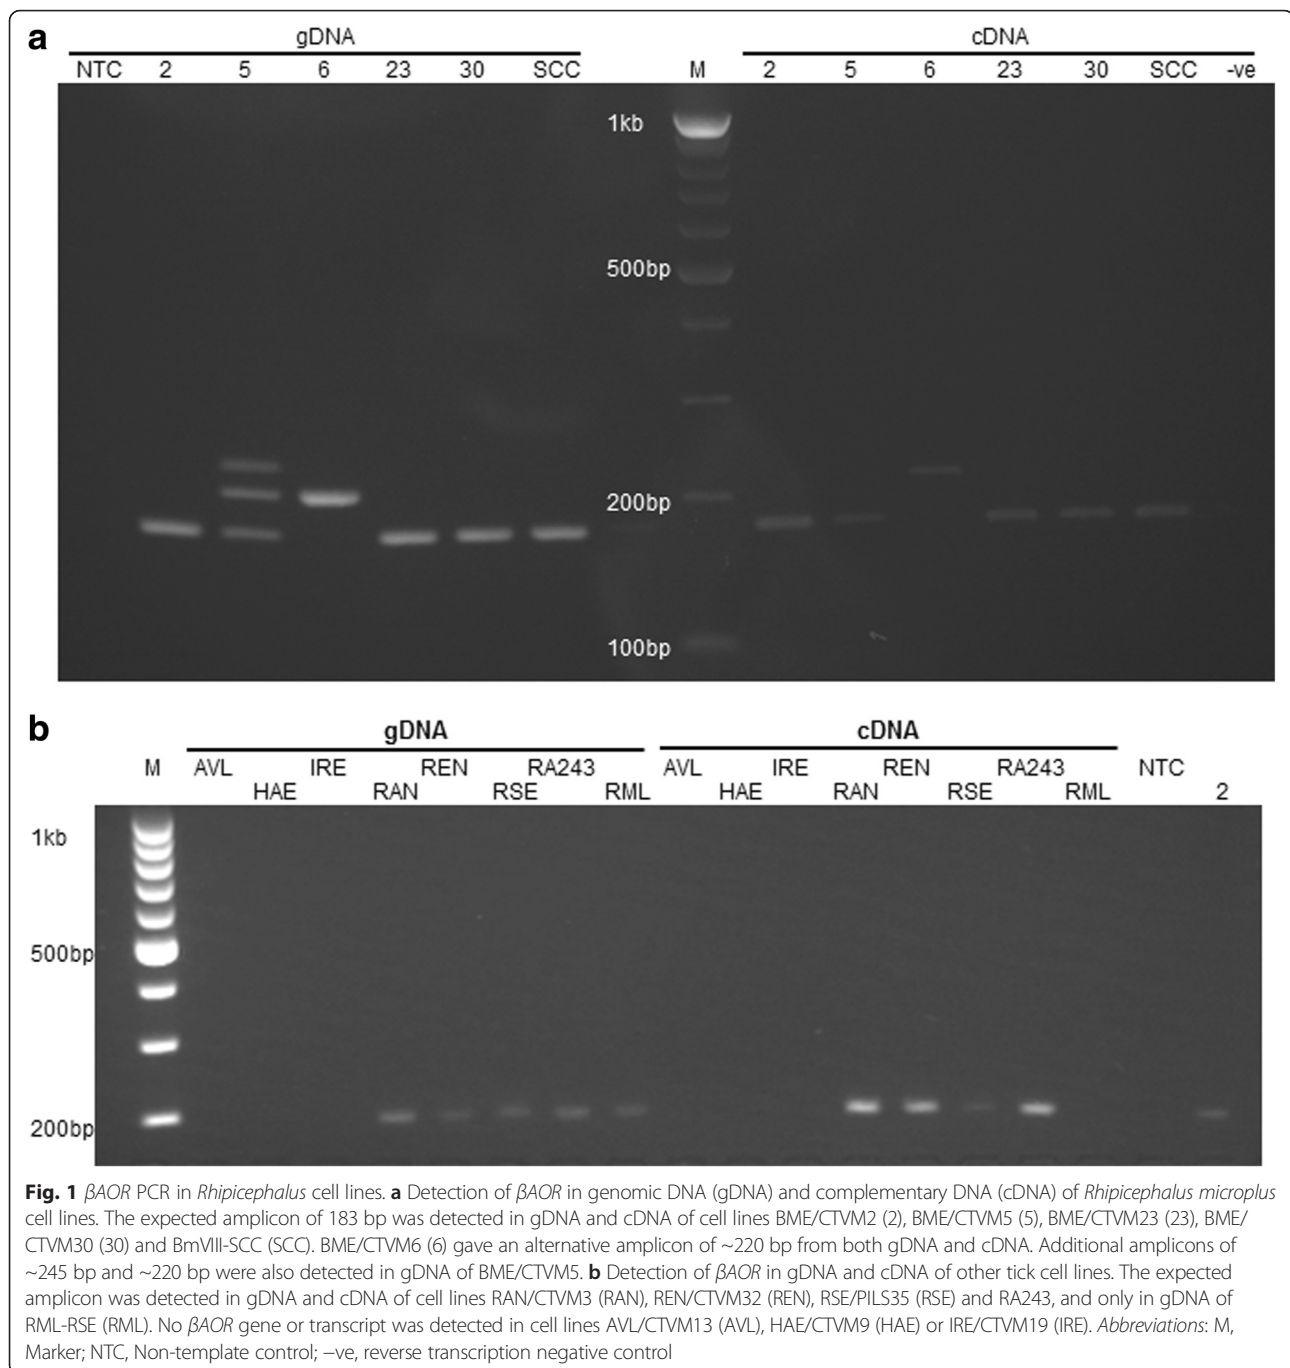 a
gDNA
cDNA
NTC 2 5 6 23 30 SCC M 2 5 6 23 30 SCC -ve
1kb
500bp
200bp
100bp
b
gDNA
cDNA
M AVL IRE REN RA243 AVL IRE REN RA243 NTC
HAE RAN RSE RML HAE RAN RSE RML 2
1kb
500bp
200bp
Fig. 1 βAOR PCR in Rhipicephalus cell lines. a Detection of βAOR in genomic DNA (gDNA) and complementary DNA (cDNA) of Rhipicephalus microplus
cell lines. The expected amplicon of 183 bp was detected in gDNA and cDNA of cell lines BME/CTVM2 (2), BME/CTVM5 (5), BME/CTVM23 (23), BME/
CTVM30 (30) and BmVIII-SCC (SCC). BME/CTVM6 (6) gave an alternative amplicon of ~220 bp from both gDNA and cDNA. Additional amplicons of
~245 bp and ~220 bp were also detected in gDNA of BME/CTVM5. b Detection of βAOR in gDNA and cDNA of other tick cell lines. The expected
amplicon was detected in gDNA and cDNA of cell lines RAN/CTVM3 (RAN), REN/CTVM32 (REN), RSE/PILS35 (RSE) and RA243, and only in gDNA of
RML-RSE (RML). No βAOR gene or transcript was detected in cell lines AVL/CTVM13 (AVL), HAE/CTVM9 (HAE) or IRE/CTVM19 (IRE). Abbreviations: M,
Marker; NTC, Non-template control; −ve, reverse transcription negative control